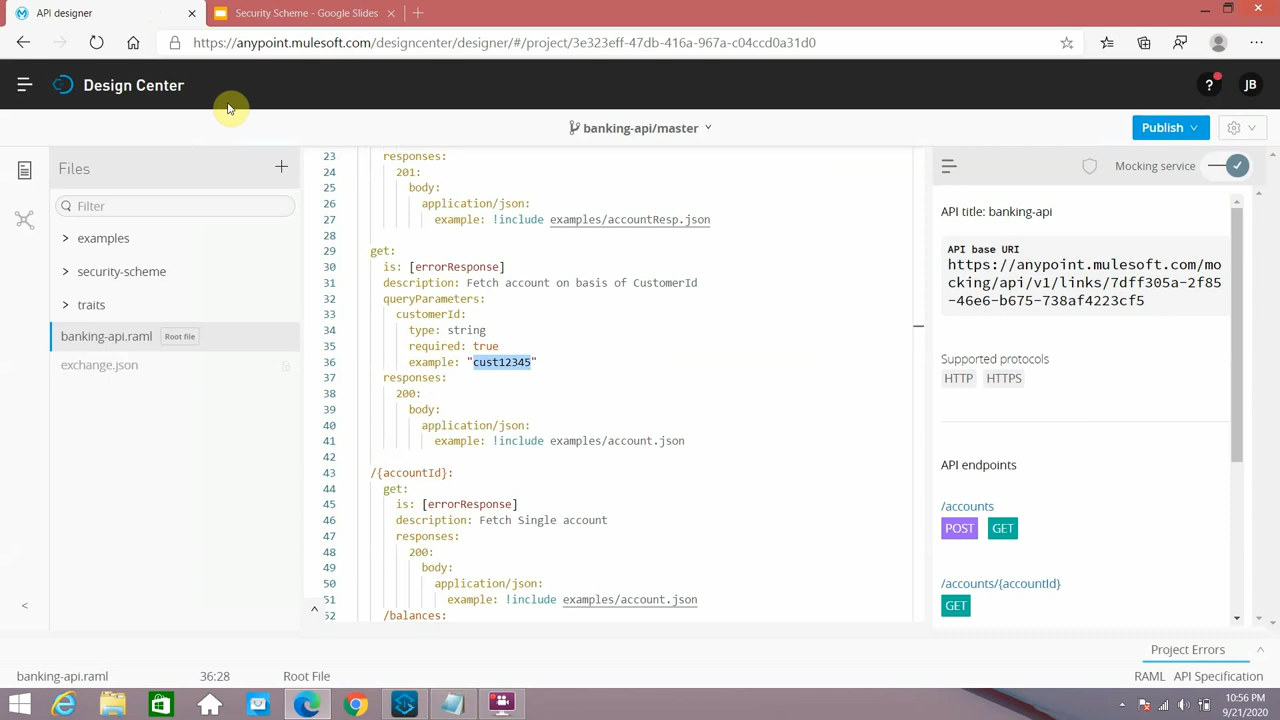 API designer
Security Scheme - Google Slides
https://anypoint.mulesoft.com/designcenter/designer/#/project/3e323eff-47db-416a-967a-c04ccd0a31d0
Design Center
?
JB
banking-api/master
Publish
Files
Mocking service
Filter
examples
security-scheme
traits
banking-api.raml
Root file
exchange.json
23 responses:
24 201:
25 body:
26 application/json:
27 example: !include examples/accountResp.json
28
29 get:
30 is: [errorResponse]
31 description: Fetch account on basis of CustomerId
32 queryParameters:
33 customerId:
34 type: string
35 required: true
36 example: "cust12345"
37 responses:
38 200:
39 body:
40 application/json:
41 example: !include examples/account.json
42
43 /{accountId}:
44 get:
45 is: [errorResponse]
46 description: Fetch Single account
47 responses:
48 200:
49 body:
50 application/json:
51 example: !include examples/account.json
52 /balances:
API title: banking-api
API base URI
https://anypoint.mulesoft.com/mo
cking/api/v1/links/7dff305a-2f85
-46e6-b675-738af4223cf5
Supported protocols
HTTP HTTPS
API endpoints
/accounts
POST GET
/accounts/{accountId}
GET
Project Errors
banking-api.raml
36:28
Root File
RAML API Specification
10:56 PM
9/21/2020